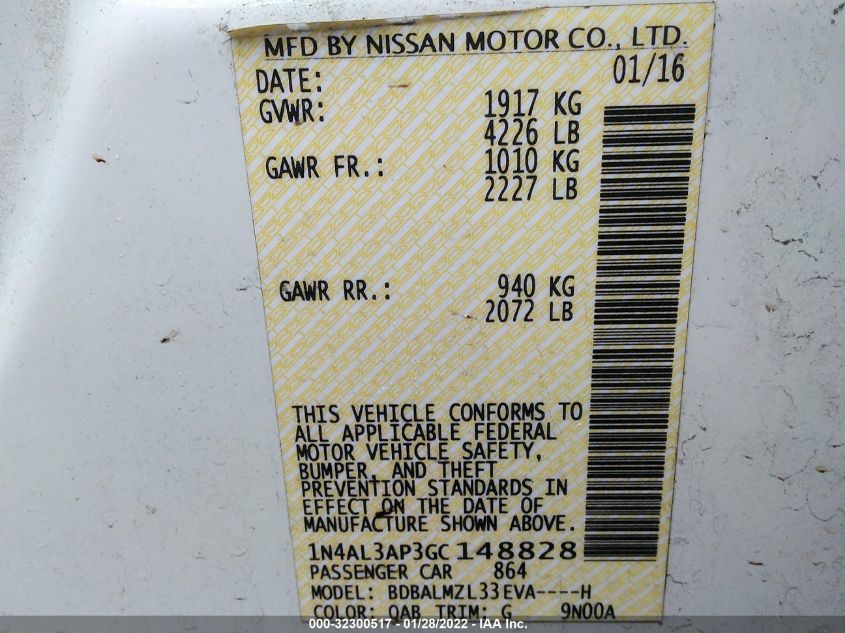 MFD BY NISSAN MOTOR CO., LTD.
DATE: 01/16
GVWR: 1917 KG
4226 LB
GAWR FR.: 1010 KG
2227 LB
GAWR RR.: 940 KG
2072 LB
THIS VEHICLE CONFORMS TO
ALL APPLICABLE FEDERAL
MOTOR VEHICLE SAFETY,
BUMPER, AND THEFT
PREVENTION STANDARDS IN
EFFECT ON THE DATE OF
MANUFACTURE SHOWN ABOVE.
1N4AL3AP3GC148828
PASSENGER CAR 864
MODEL: BDBALMZL33EVA----H
COLOR: QAB TRIM: G 9N00A
000-32300517 - 01/28/2022 - IAA Inc.